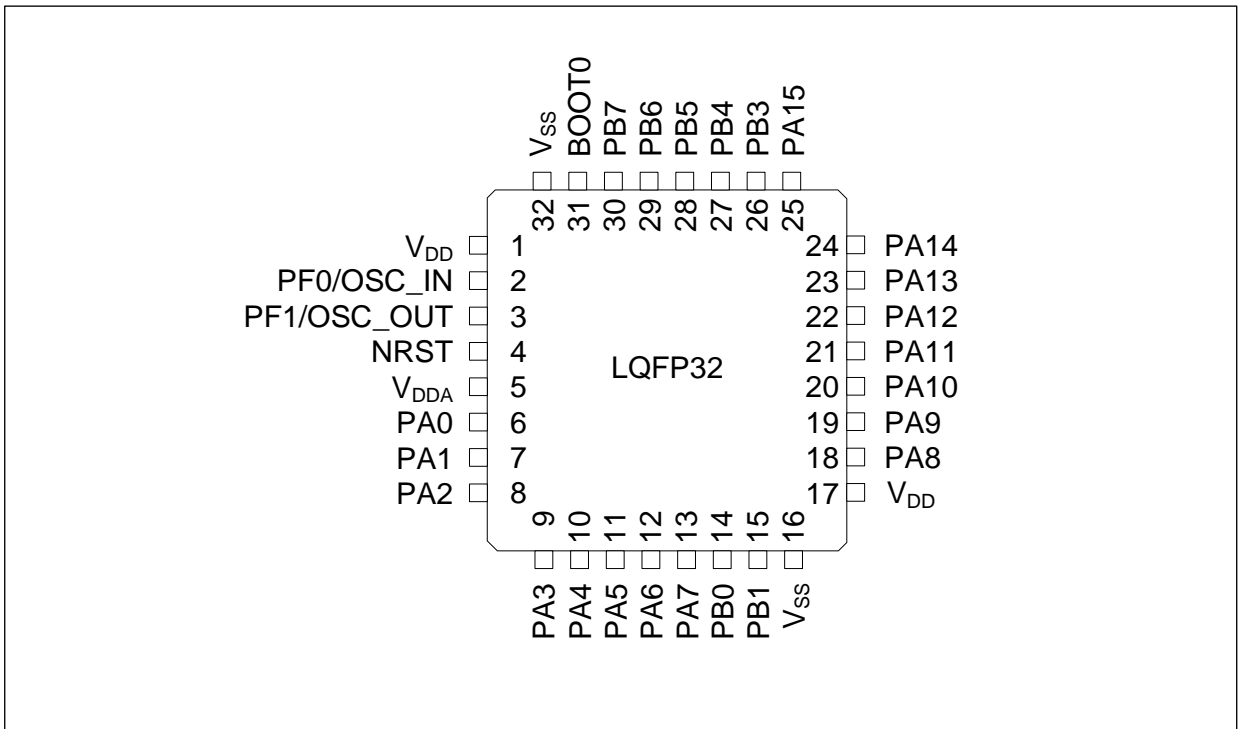 VSS
BOOT0
PB7
PB6
PB5
PB4
PB3
PA15
32
31
30
29
28
27
26
25
VDD 1
PF0/OSC_IN 2
PF1/OSC_OUT 3
NRST 4
VDDA 5
PA0 6
PA1 7
PA2 8
LQFP32
24 PA14
23 PA13
22 PA12
21 PA11
20 PA10
19 PA9
18 PA8
17 VDD
9
10
11
12
13
14
15
16
PA3
PA4
PA5
PA6
PA7
PB0
PB1
VSS